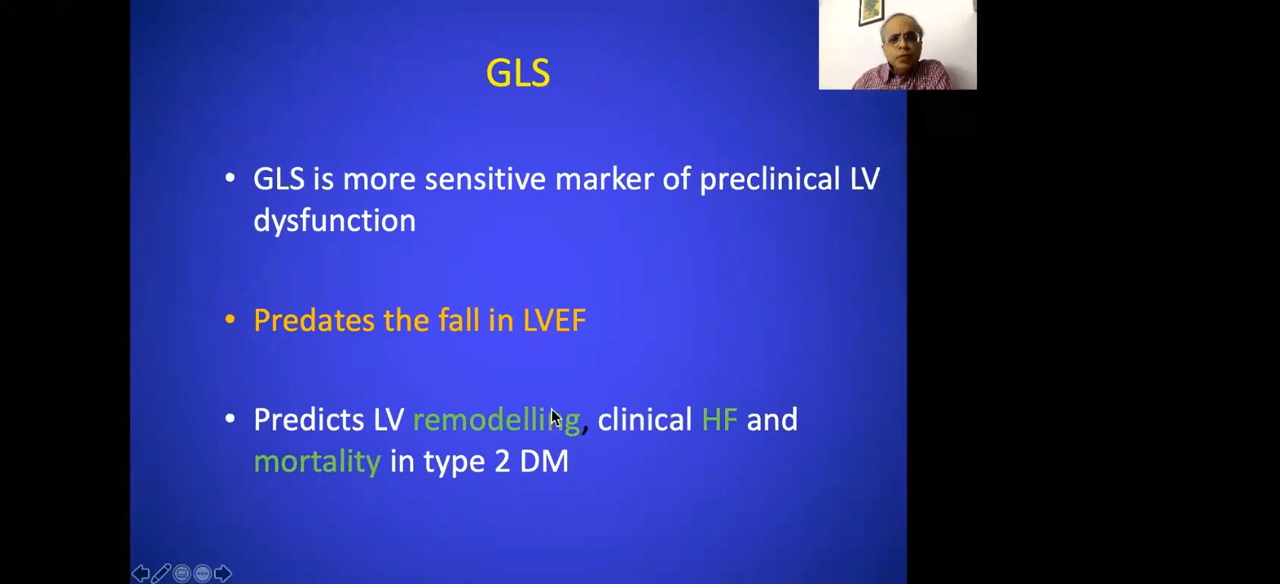 GLS
• GLS is more sensitive marker of preclinical LV
dysfunction
• Predates the fall in LVEF
• Predicts LV remodelling, clinical HF and
mortality in type 2 DM